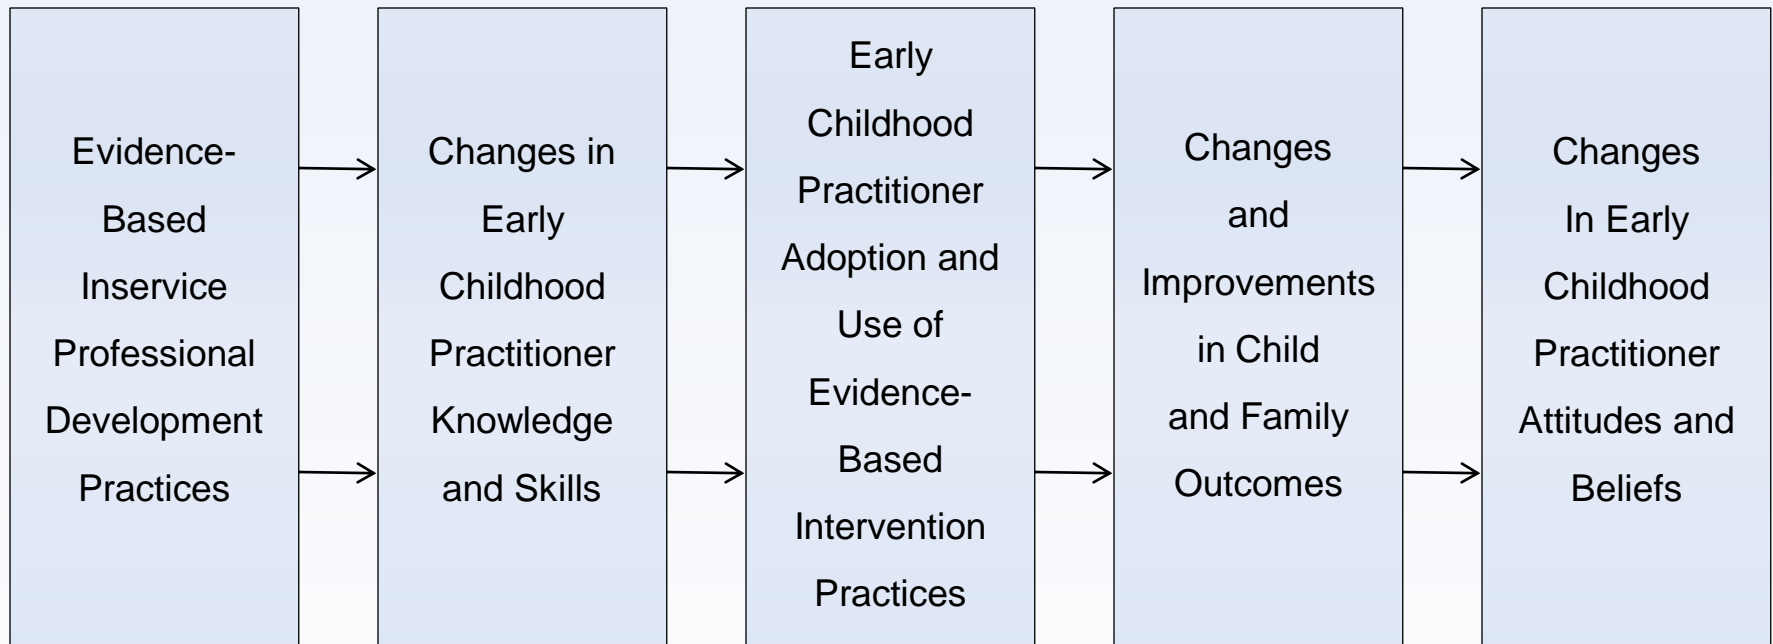 Evidence-
Based
Inservice
Professional
Development
Practices
Changes in
Early
Childhood
Practitioner
Knowledge
and Skills
Early
Childhood
Practitioner
Adoption and
Use of
Evidence-
Based
Intervention
Practices
Changes
and
Improvements
in Child
and Family
Outcomes
Changes
In Early
Childhood
Practitioner
Attitudes and
Beliefs